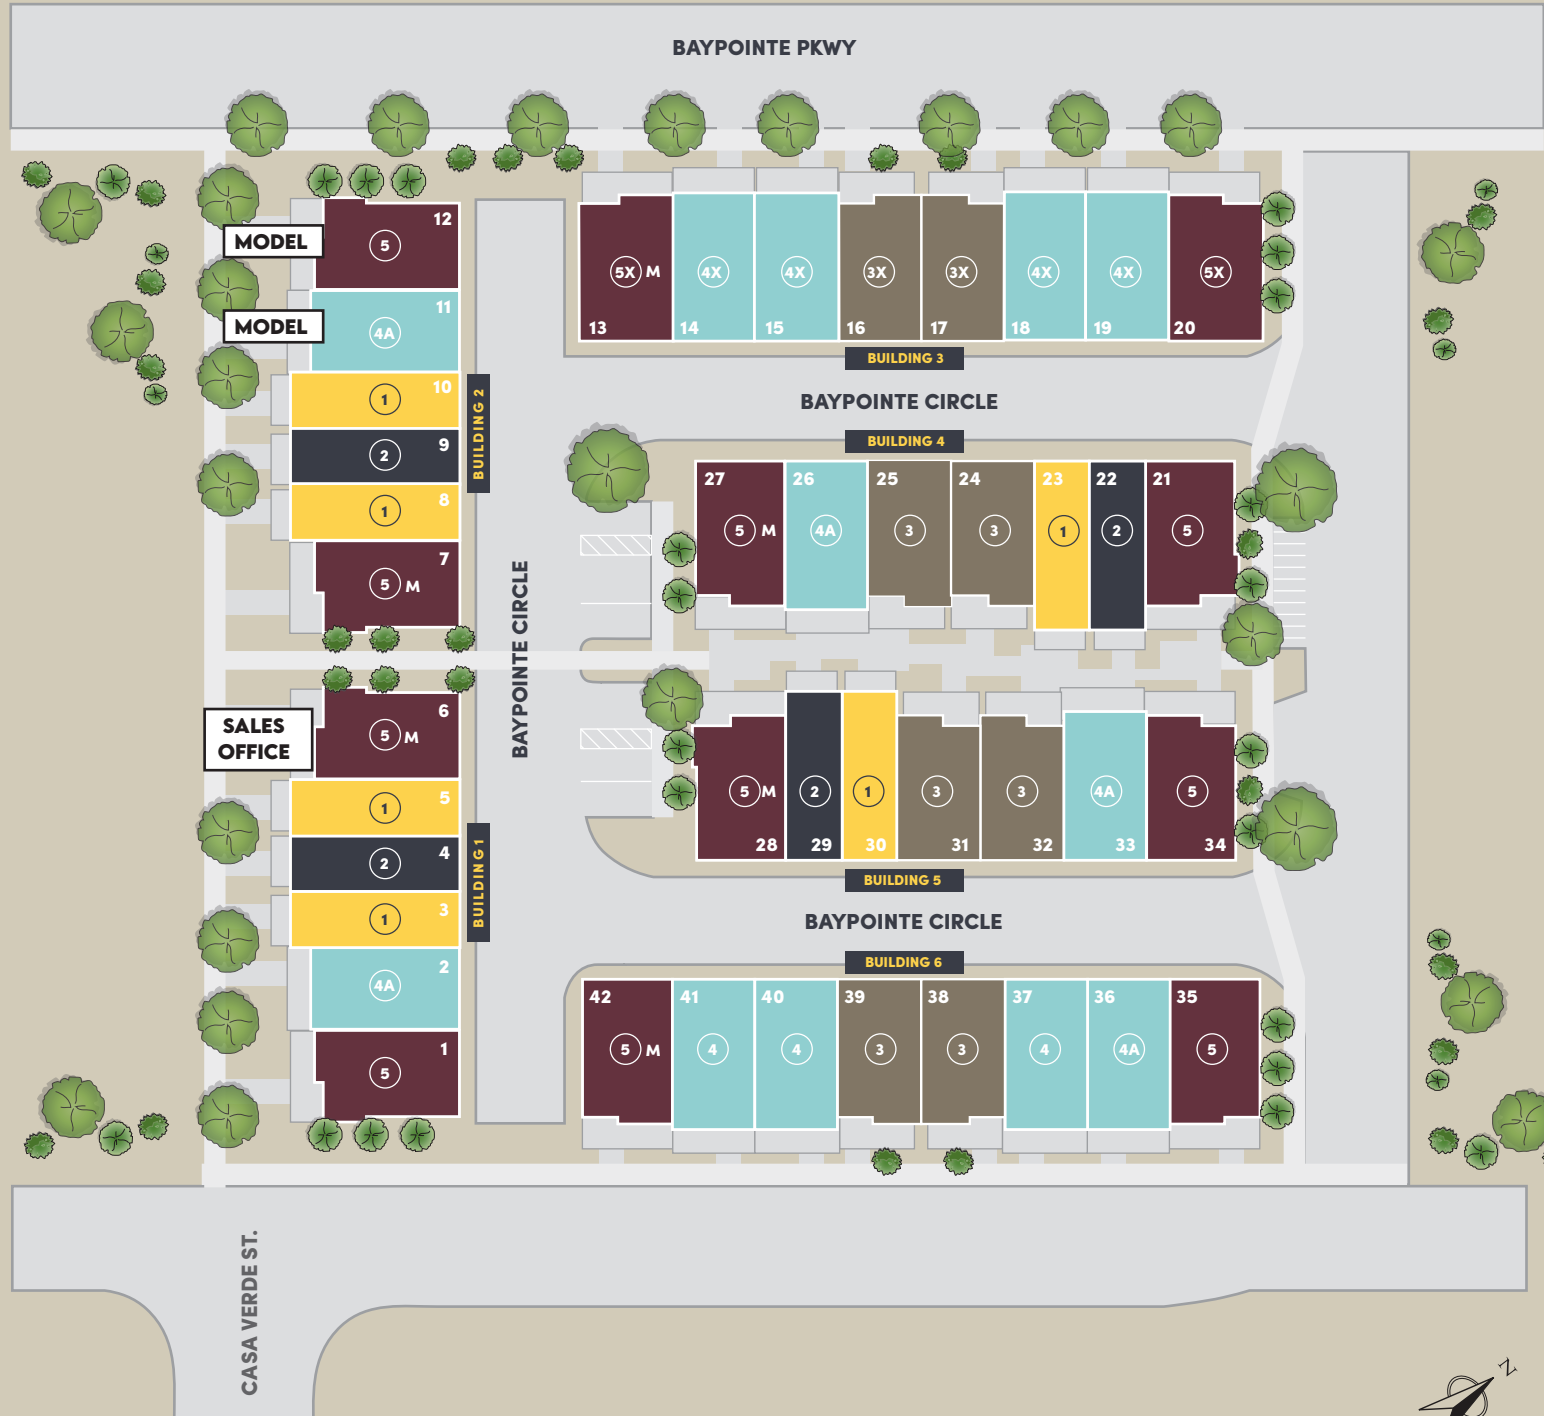 BAYPOINTE PKWY
MODEL
12
5
MODEL
11
4A
10
1
9
2
8
1
7
5 M
BUILDING 2
5X M
13
4X
14
4X
15
3X
16
3X
17
4X
18
4X
19
5X
20
BUILDING 3
BAYPOINTE CIRCLE
BUILDING 4
27
5 M
26
4A
25
3
24
3
23
1
22
2
21
5
BAYPOINTE CIRCLE
SALES
OFFICE
6
5 M
5
1
4
2
3
1
2
4A
1
5
BUILDING 1
5 M
28
2
29
1
30
3
31
3
32
4A
33
5
34
BUILDING 5
BAYPOINTE CIRCLE
BUILDING 6
42
5 M
41
4
40
4
39
3
38
3
37
4
36
4A
35
5
CASA VERDE ST.
N